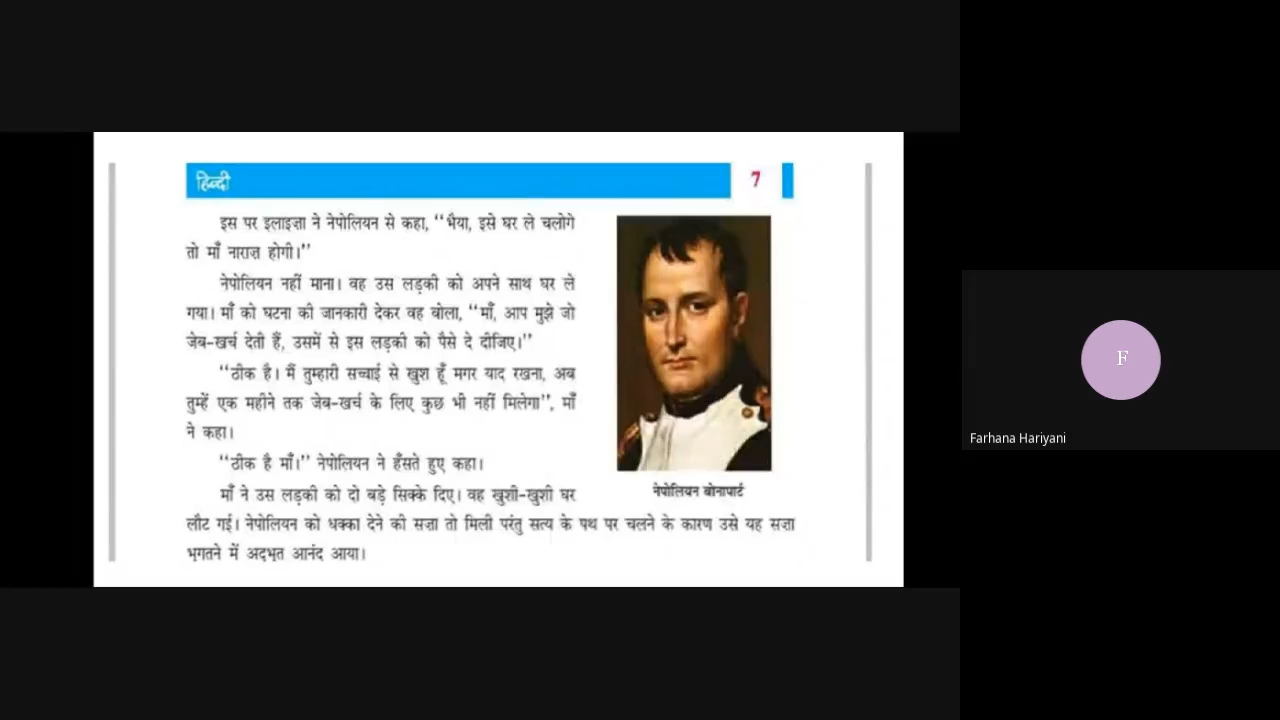 हिन्दी
7
इस पर इलाइज़ा ने नेपोलियन से कहा, ‘‘भैया, इसे घर ले चलोगे
तो माँ नाराज़ होगी।’’
नेपोलियन नहीं माना। वह उस लड़की को अपने साथ घर ले
गया। माँ को घटना की जानकारी देकर वह बोला, ‘‘माँ, आप मुझे जो
जेब-खर्च देती हैं, उसमें से इस लड़की को पैसे दे दीजिए।’’
‘‘ठीक है। मैं तुम्हारी सच्चाई से खुश हूँ मगर याद रखना, अब
तुम्हें एक महीने तक जेब-खर्च के लिए कुछ भी नहीं मिलेगा’’, माँ
ने कहा।
‘‘ठीक है माँ।’’ नेपोलियन ने हँसते हुए कहा।
माँ ने उस लड़की को दो बड़े सिक्के दिए। वह खुशी-खुशी घर
लौट गई। नेपोलियन को धक्का देने की सज़ा तो मिली परंतु सत्य के पथ पर चलने के कारण उसे यह सज़ा
भुगतने में अद्भुत आनंद आया।
नेपोलियन बोनापार्ट
F
Farhana Hariyani